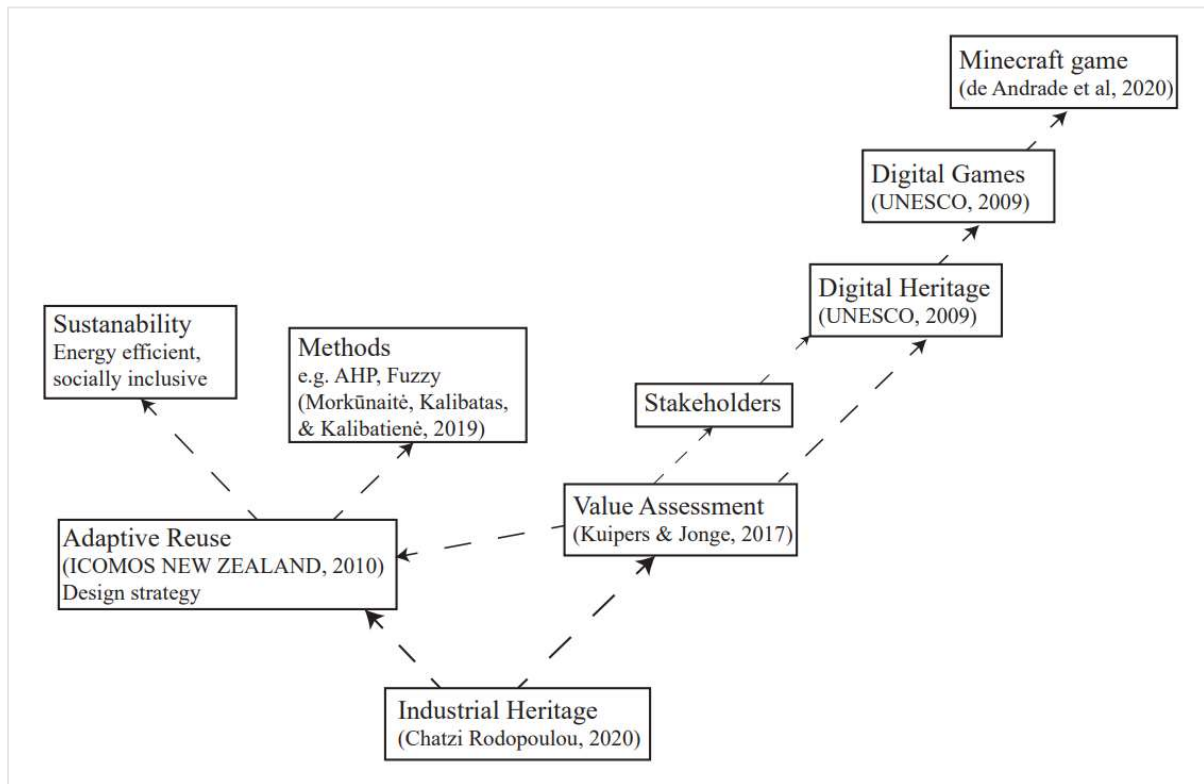 Minecraft game
(de Andrade et al, 2020)
Digital Games
(UNESCO, 2009)
Digital Heritage
(UNESCO, 2009)
Sustanability
Energy efficient,
socially inclusive
Methods
e.g. AHP, Fuzzy
(Morkūnaitė, Kalibatas,
& Kalibatienė, 2019)
Stakeholders
Value Assessment
(Kuipers & Jonge, 2017)
Adaptive Reuse
(ICOMOS NEW ZEALAND, 2010)
Design strategy
Industrial Heritage
(Chatzi Rodopoulou, 2020)